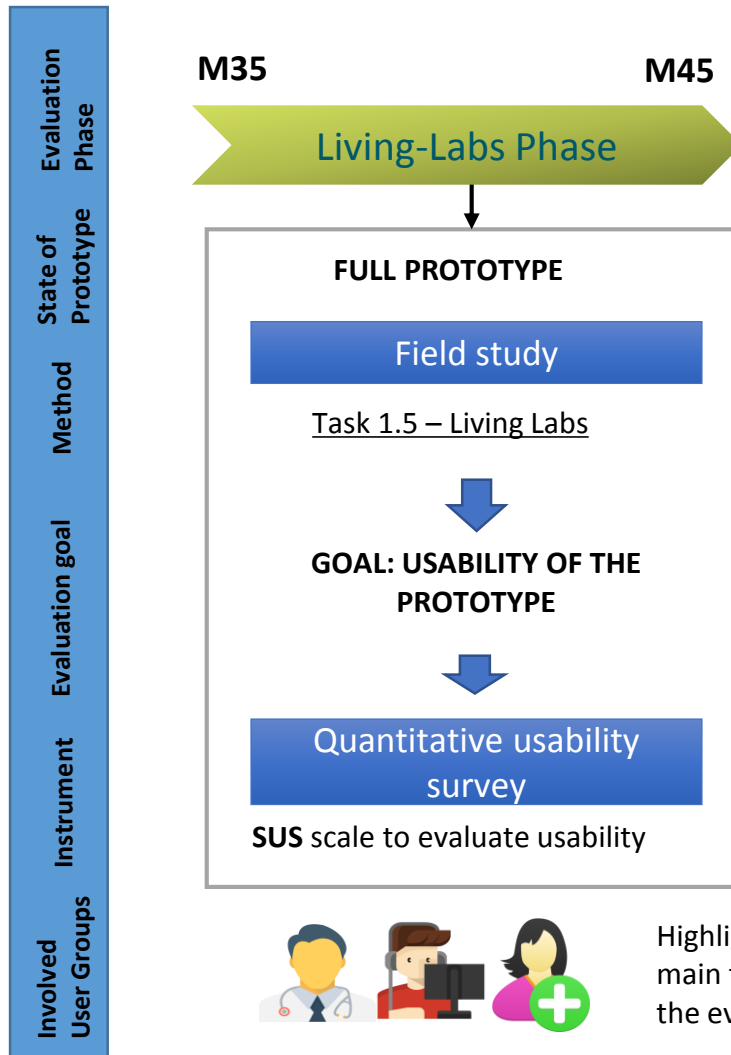 Evaluation
Phase
M35
M45
Living-Labs Phase
State of
Prototype
FULL PROTOTYPE
Method
Field study
Task 1.5 – Living Labs
Evaluation goal
GOAL: USABILITY OF THE
PROTOTYPE
Instrument
Quantitative usability
survey
SUS scale to evaluate usability
Involved
User Groups
main
the